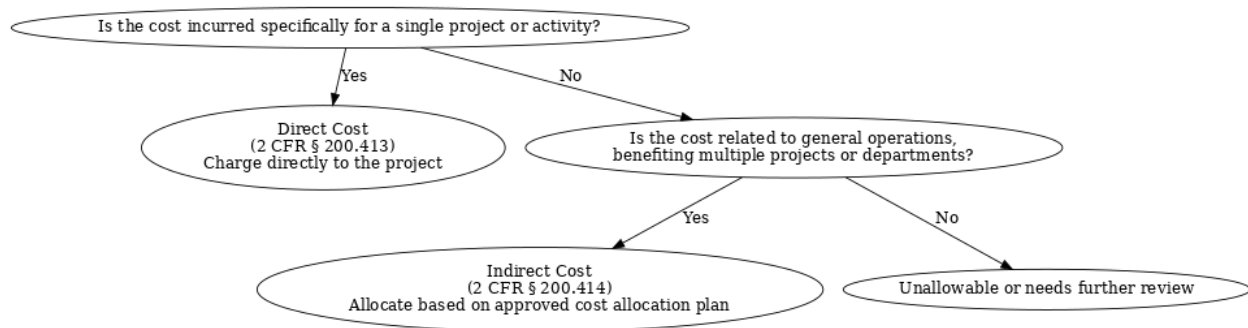 Is the cost incurred specifically for a single project or activity?
Yes
No
Direct Cost
(2 CFR § 200.413)
Charge directly to the project
Is the cost related to general operations,
benefiting multiple projects or departments?
Yes
No
Indirect Cost
(2 CFR § 200.414)
Allocate based on approved cost allocation plan
Unallowable or needs further review